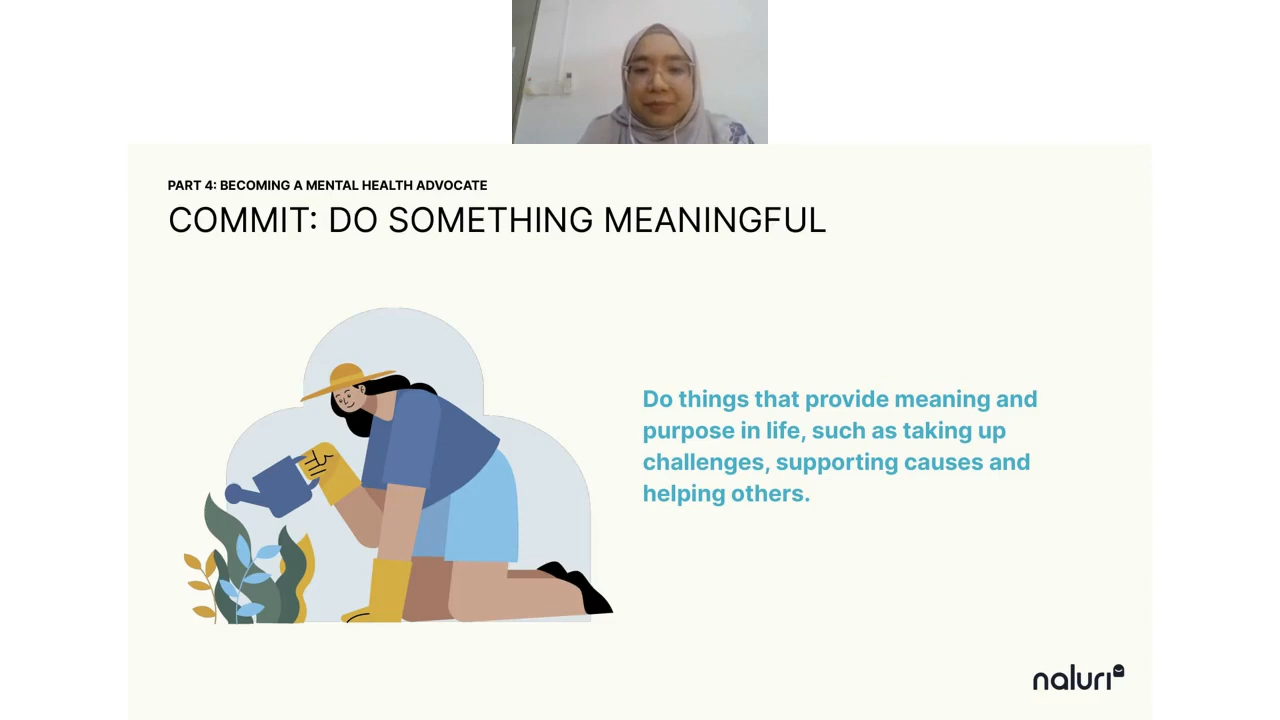 PART 4: BECOMING A MENTAL HEALTH ADVOCATE
COMMIT: DO SOMETHING MEANINGFUL
Do things that provide meaning and
purpose in life, such as taking up
challenges, supporting causes and
helping others.
naluri